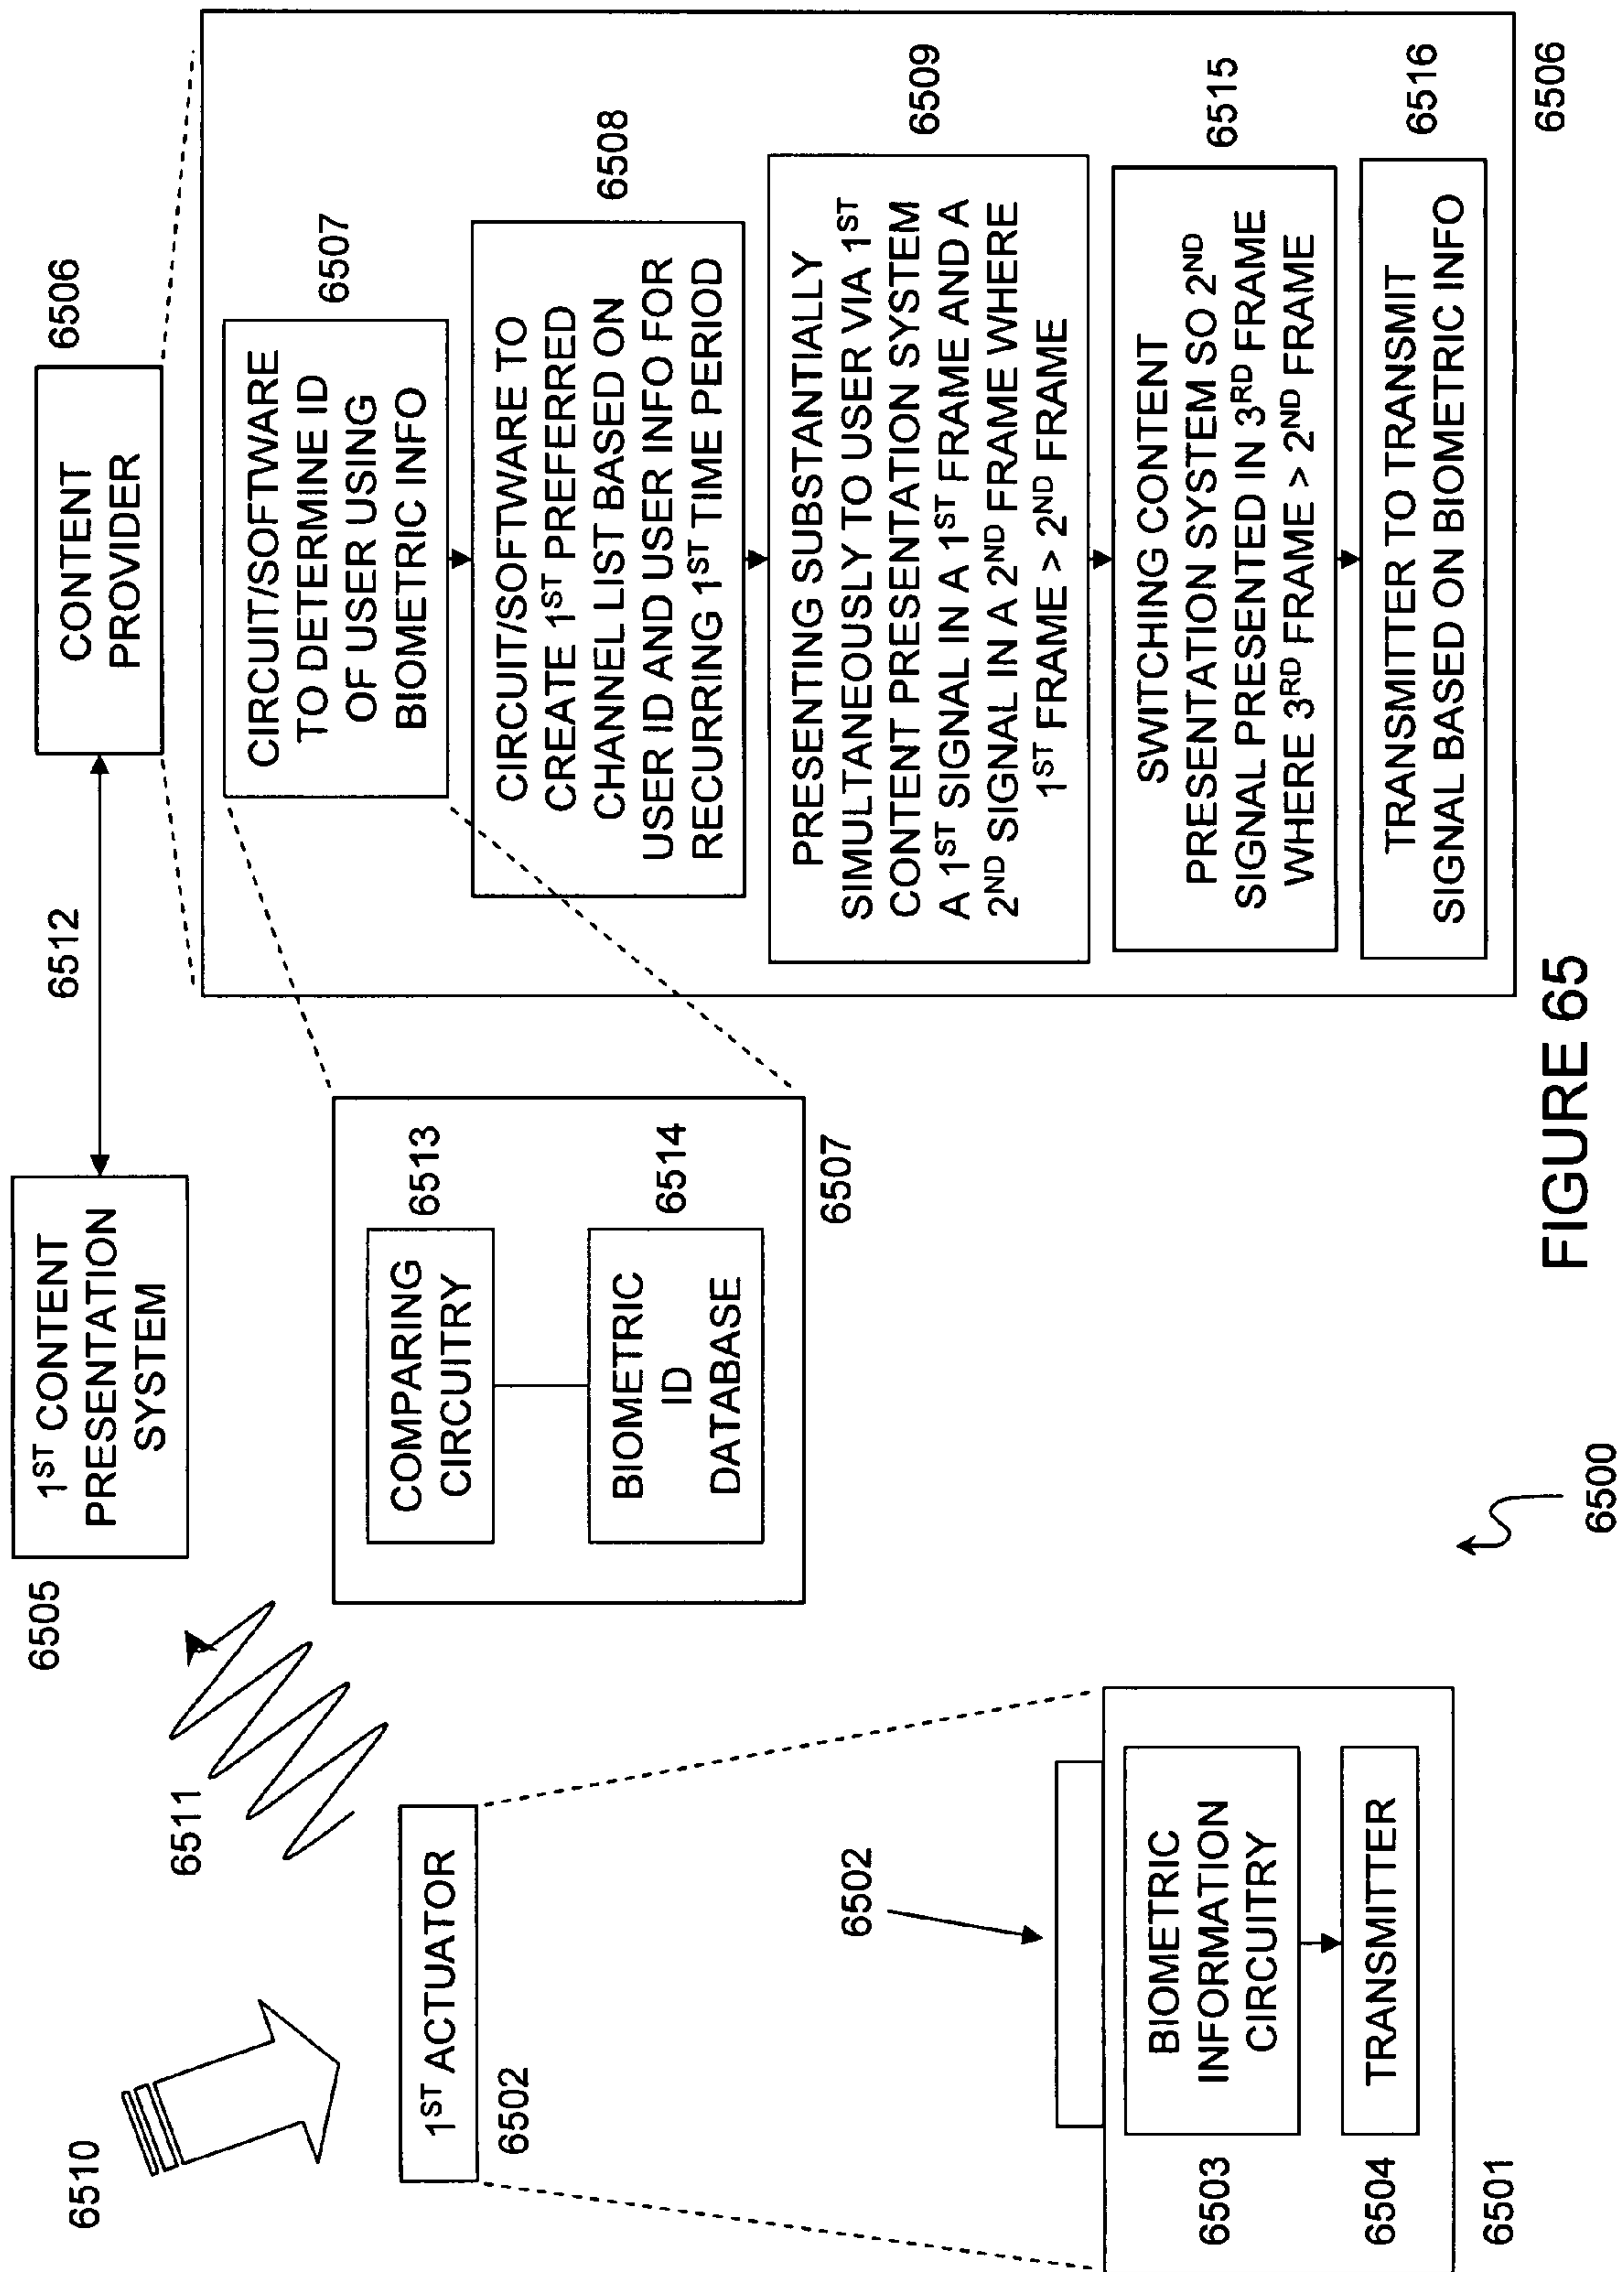 6510
6502
1ST ACTUATOR
6511
6505
1ST CONTENT
PRESENTATION
SYSTEM
6512
CONTENT
PROVIDER
6506
6503
6504
6501
6502
BIOMETRIC
INFORMATION
CIRCUITRY
TRANSMITTER
COMPARING
CIRCUITRY
6513
BIOMETRIC
ID
DATABASE
6514
6507
CIRCUIT/SOFTWARE
TO DETERMINE ID
OF USER USING
BIOMETRIC INFO
6507
CIRCUIT/SOFTWARE TO
CREATE 1ST PREFERRED
CHANNEL LIST BASED ON
USER ID AND USER INFO FOR
RECURRING 1ST TIME PERIOD
6508
PRESENTING SUBSTANTIALLY
SIMULTANEOUSLY TO USER VIA 1ST
CONTENT PRESENTATION SYSTEM
A 1ST SIGNAL IN A 1ST FRAME AND A
2ND SIGNAL IN A 2ND FRAME WHERE
1ST FRAME > 2ND FRAME
6509
SWITCHING CONTENT
PRESENTATION SYSTEM SO 2ND
SIGNAL PRESENTED IN 3RD FRAME
WHERE 3RD FRAME > 2ND FRAME
6515
TRANSMITTER TO TRANSMIT
SIGNAL BASED ON BIOMETRIC INFO
6516
6506
6500
FIGURE 65